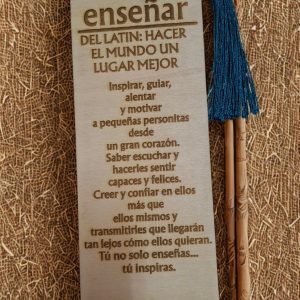 enseñar
DEL LATIN: HACER
EL MUNDO UN
LUGAR MEJOR
Inspirar, guiar,
alentar
y motivar
a pequeñas personitas
desde
un gran corazón.
Saber escuchar y
hacerles sentir
capaces y felices.
Creer y confiar en ellos
más que
ellos mismos y
transmitirles que llegarán
tan lejos cómo ellos quieran.
Tú no solo enseñas...
tú inspiras.